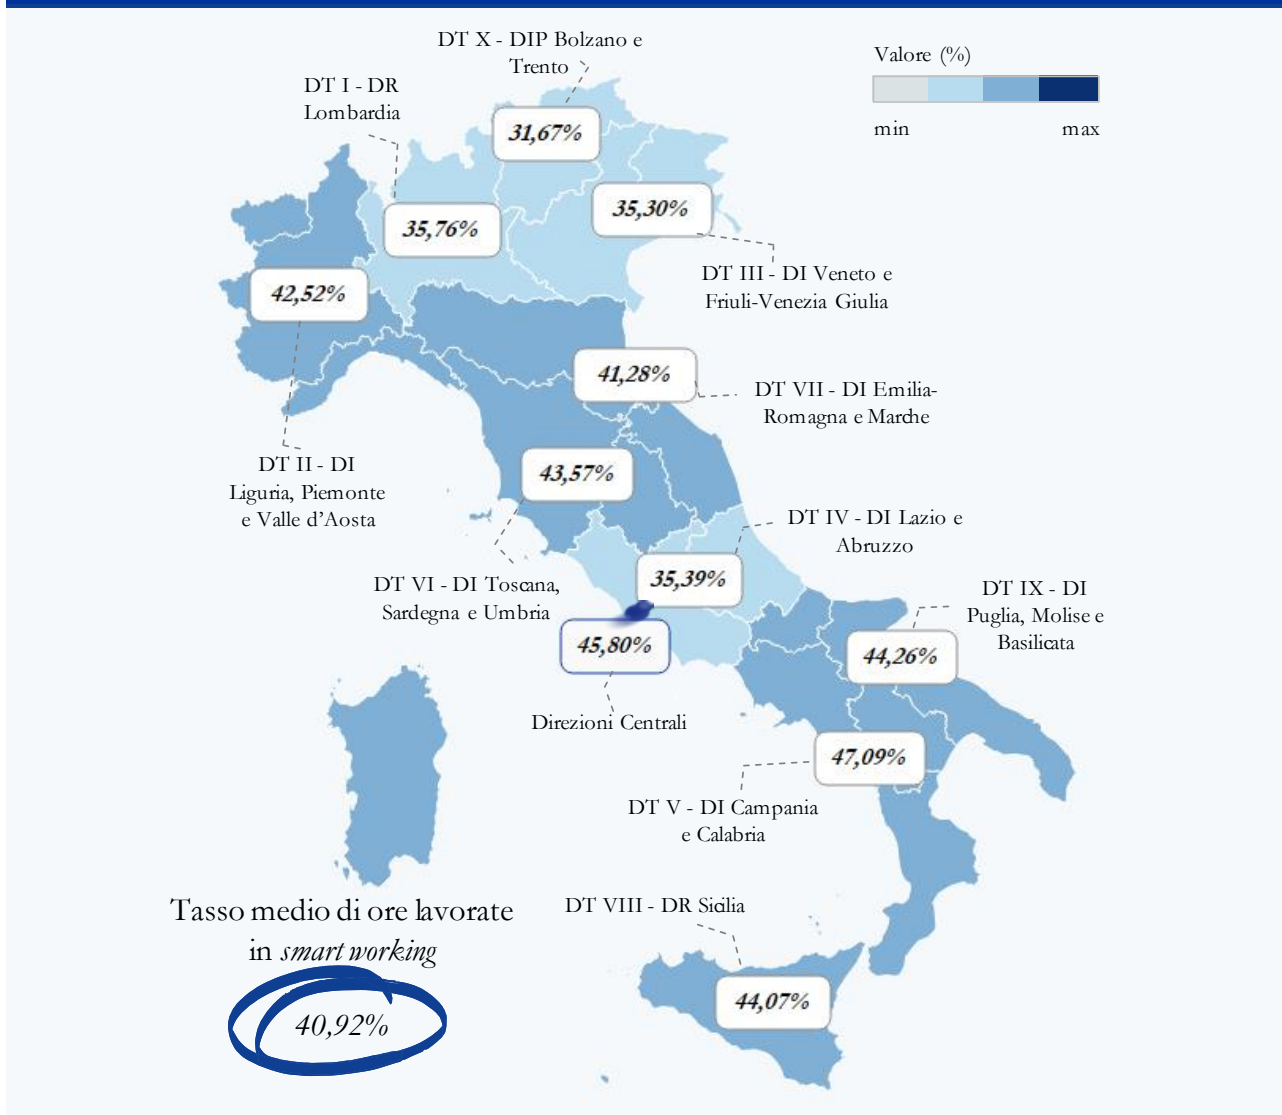 DT X - DIP Bolzano e
Trento
Valore (%)
min max
DT I - DR
Lombardia
31,67%
35,30%
35,76%
DT III - DI Veneto e
Friuli-Venezia Giulia
42,52%
41,28%
DT VII - DI Emilia-
Romagna e Marche
DT II - DI
Liguria, Piemonte
e Valle d’Aosta
43,57%
DT IV - DI Lazio e
Abruzzo
35,39%
DT VI - DI Toscana,
Sardegna e Umbria
DT IX - DI
Puglia, Molise e
Basilicata
45,80%
44,26%
Direzioni Centrali
47,09%
DT V - DI Campania
e Calabria
DT VIII - DR Sicilia
44,07%
Tasso medio di ore lavorate
in smart working
40,92%